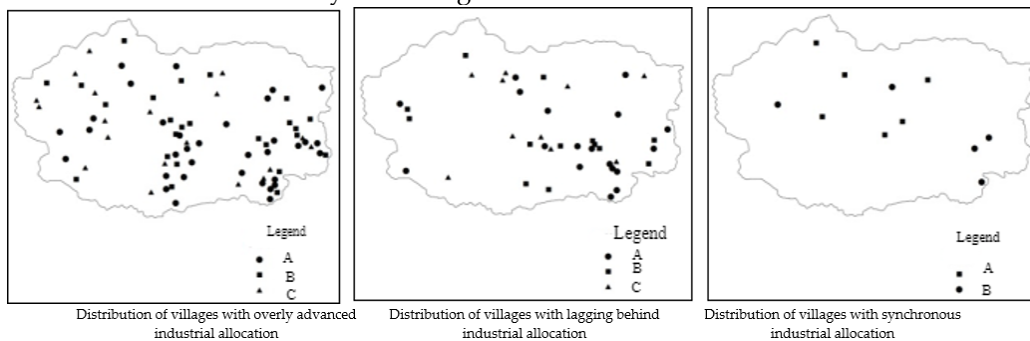 Legend
A
B
C
Legend
A
B
C
Legend
A
B
Distribution of villages with overly advanced
industrial allocation
Distribution of villages with lagging behind
industrial allocation
Distribution of villages with synchronous
industrial allocation